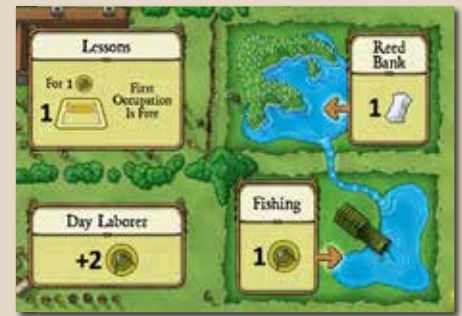 Lessons
For 1
1
First
Occupation
Is Free
Reed
Bank
1
Day Laborer
+2
Fishing
1